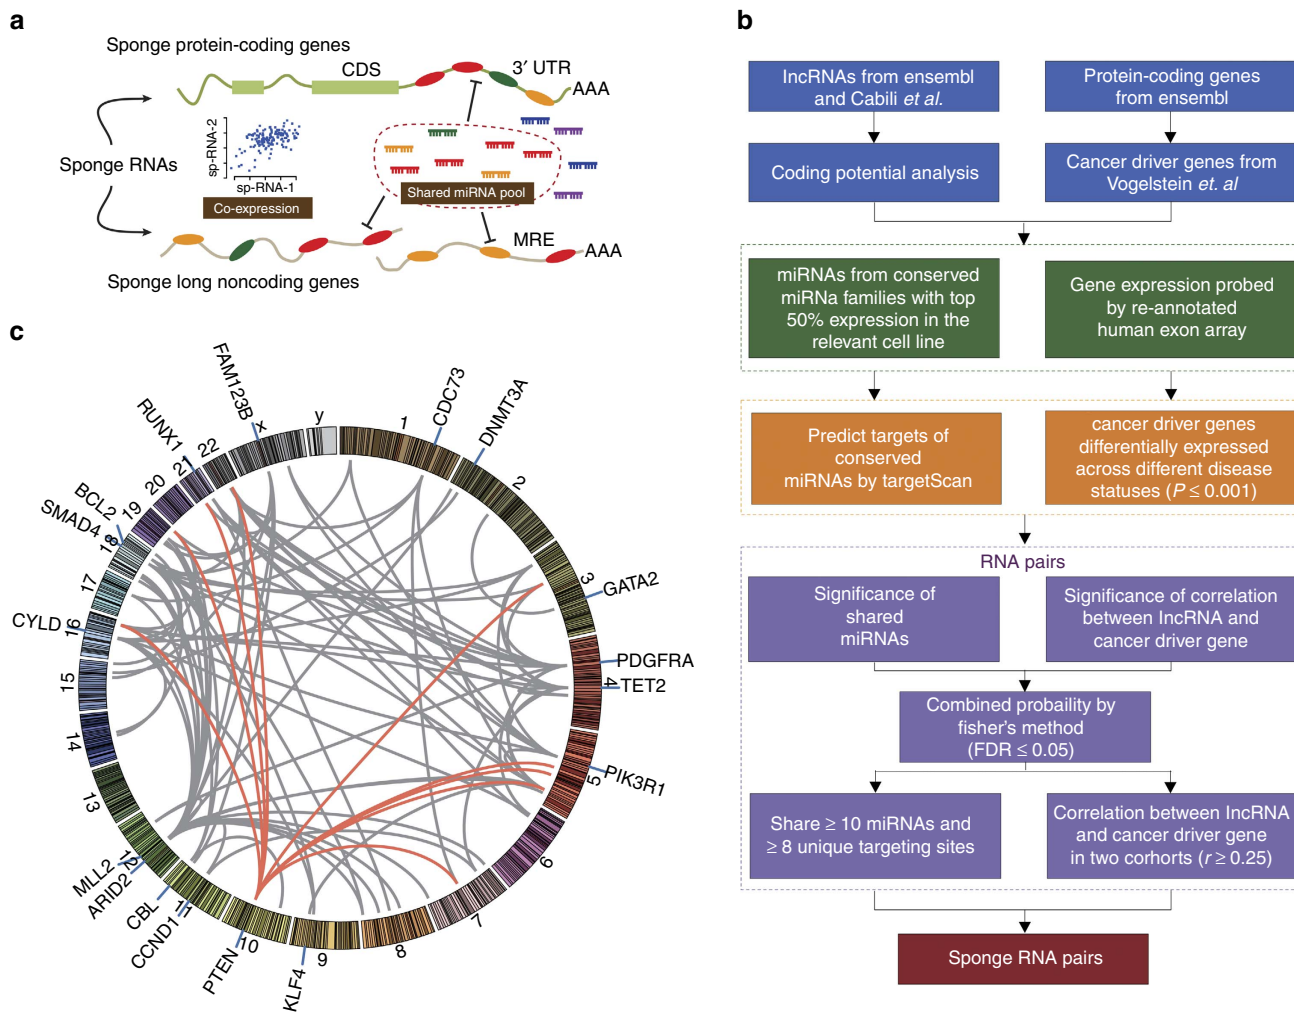 a
Sponge protein-coding genes
CDS
3′ UTR
AAA
sp-RNA-2
Sponge RNAs
sp-RNA-1
Co-expression
Shared miRNA pool
MRE
AAA
Sponge long noncoding genes
b
lncRNAs from ensembl
and Cabili et al.
Protein-coding genes
from ensembl
Coding potential analysis
Cancer driver genes from
Vogelstein et. al
miRNAs from conserved
miRNa families with top
50% expression in the
relevant cell line
Gene expression probed
by re-annotated
human exon array
Predict targets of
conserved
miRNAs by targetScan
cancer driver genes
differentially expressed
across different disease
statuses (P ≤ 0.001)
RNA pairs
Significance of
shared
miRNAs
Significance of correlation
between lncRNA and
cancer driver gene
Combined probaility by
fisher's method
(FDR ≤ 0.05)
Share ≥ 10 miRNAs and
≥ 8 unique targeting sites
Correlation between lncRNA
and cancer driver gene
in two cohorts (r ≥ 0.25)
Sponge RNA pairs
c
1
CDC73
DNMT3A
2
3
GATA2
PDGFRA
4
TET2
PIK3R1
5
6
7
8
9
KLF4
10
PTEN
11
CCND1
CBL
12
ARID2
MLL2
13
14
15
16
CYLD
17
18
SMAD4
BCL2
19
20
21
RUNX1
22
x
FAM123B
y